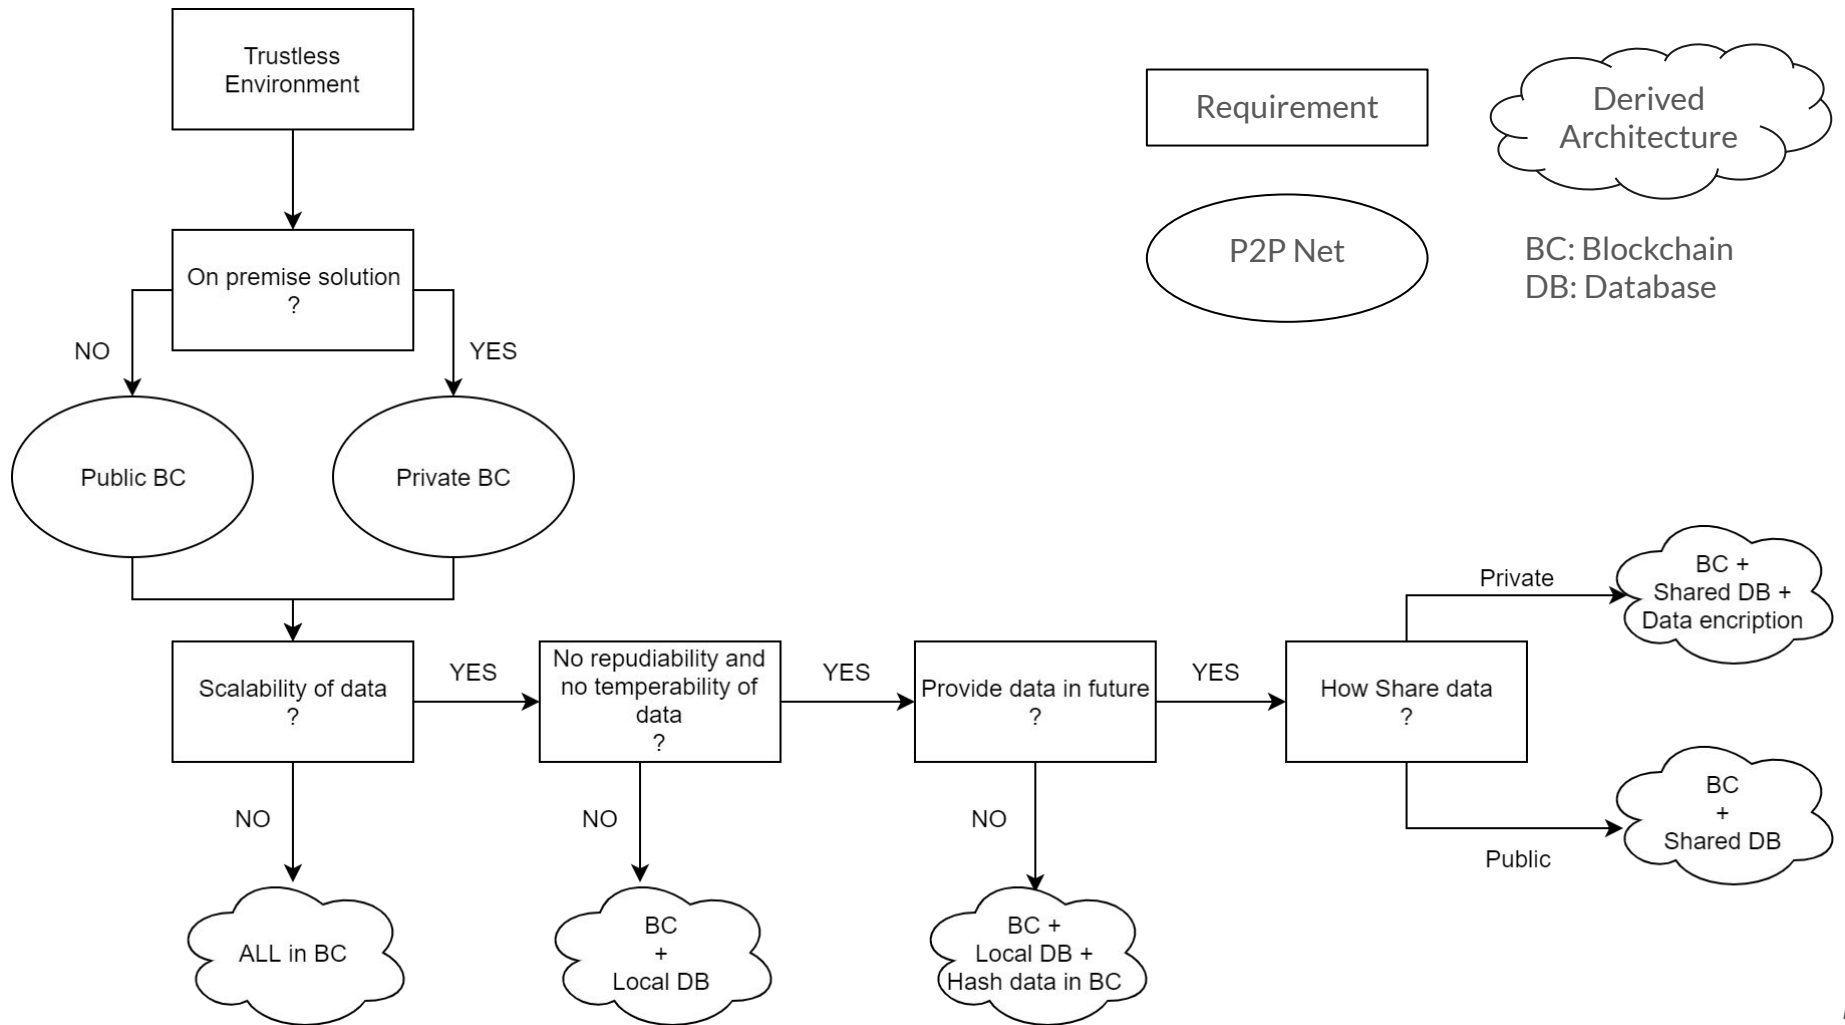 Trustless
Environment
Requirement
Derived
Architecture
P2P Net
BC: Blockchain
DB: Database
On premise solution
?
NO
YES
Public BC
Private BC
Scalability of data
?
YES
No repudiability and
no temperability of
data
?
YES
Provide data in future
?
YES
How Share data
?
Private
BC +
Shared DB +
Data encription
Public
BC
+
Shared DB
NO
NO
NO
ALL in BC
BC
+
Local DB
BC +
Local DB +
Hash data in BC